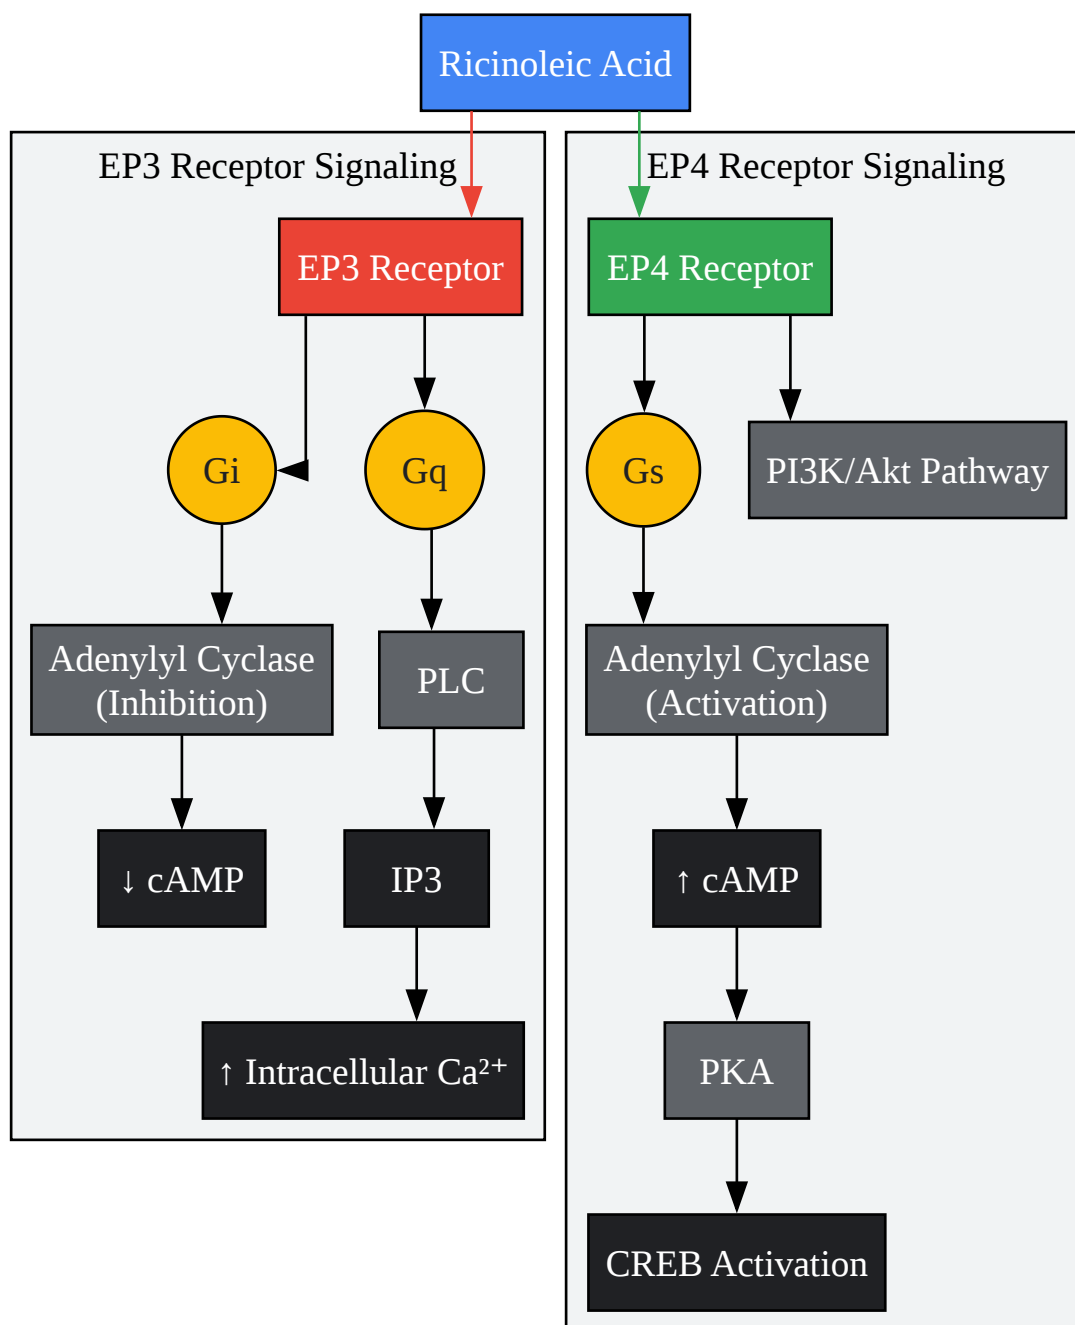 Ricinoleic Acid
EP3 Receptor Signaling
EP4 Receptor Signaling
EP3 Receptor
EP4 Receptor
Gi
Gq
Gs
PI3K/Akt Pathway
Adenylyl Cyclase
(Inhibition)
PLC
Adenylyl Cyclase
(Activation)
↓ cAMP
IP3
↑ cAMP
↑ Intracellular Ca²⁺
PKA
CREB Activation